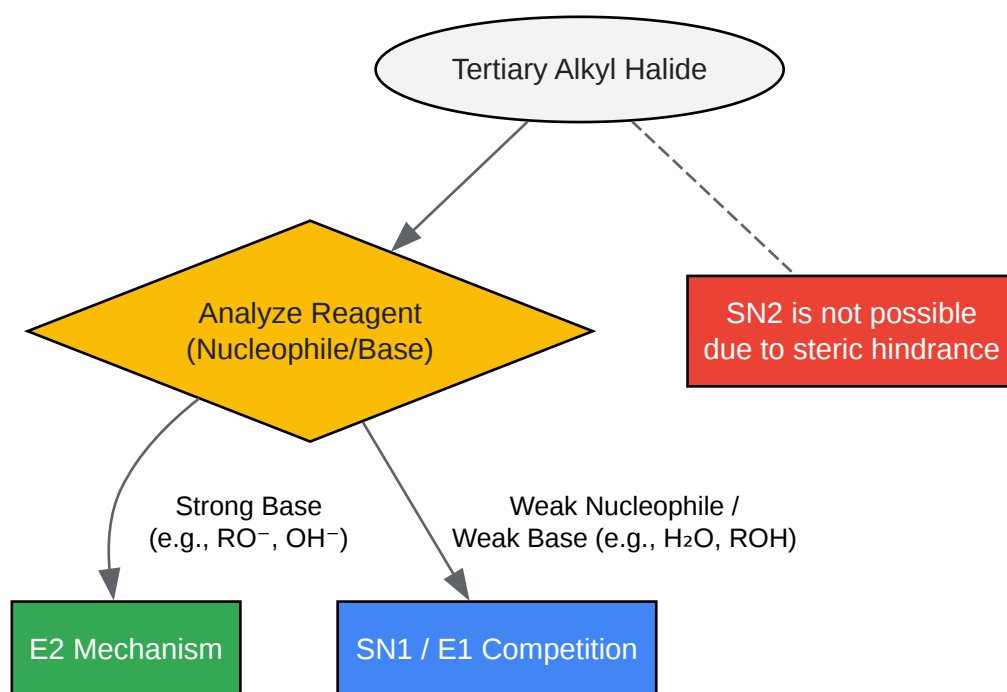 Tertiary Alkyl Halide
Analyze Reagent
(Nucleophile/Base)
SN2 is not possible
due to steric hindrance
Strong Base
(e.g., RO⁻, OH⁻)
Weak Nucleophile /
Weak Base (e.g., H₂O, ROH)
E2 Mechanism
SN1 / E1 Competition